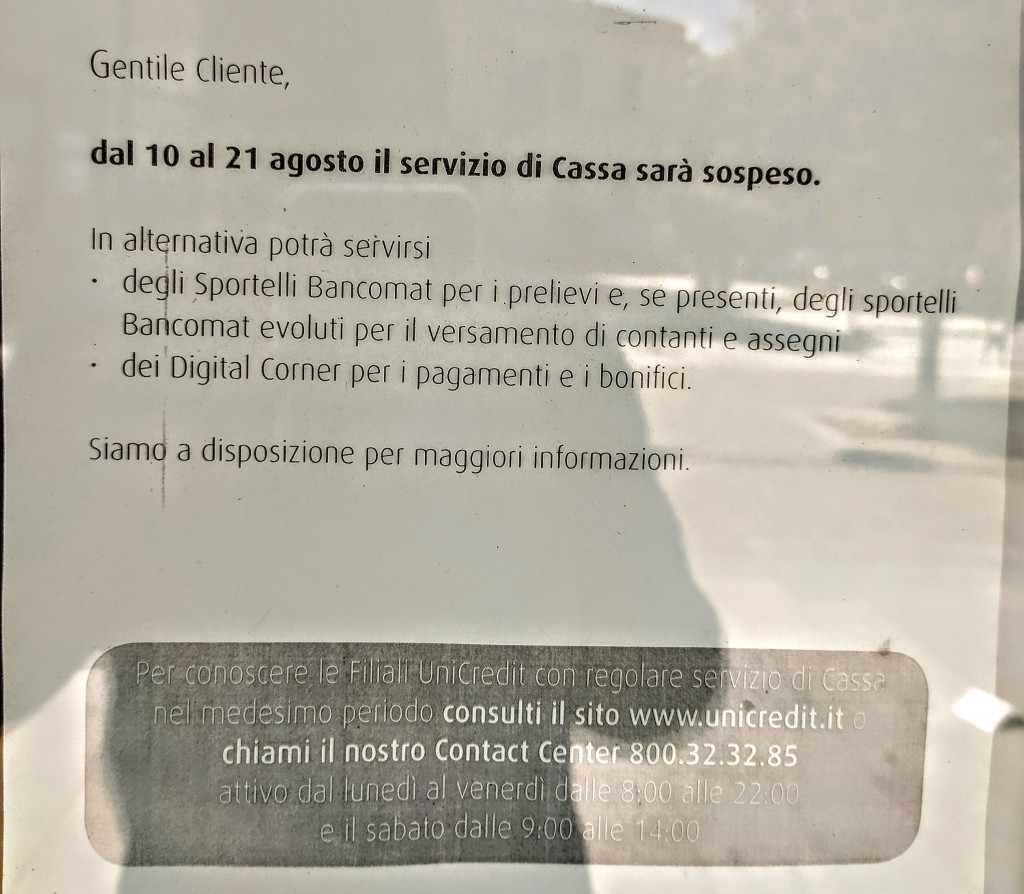 Gentile Cliente,
dal 10 al 21 agosto il servizio di Cassa sarà sospeso.
In alternativa potrà servirsi
· degli Sportelli Bancomat per i prelievi e, se presenti, degli sportelli
Bancomat evoluti per il versamento di contanti e assegni
· dei Digital Corner per i pagamenti e i bonifici.
Siamo a disposizione per maggiori informazioni.
Per conoscere le Filiali UniCredit con regolare servizio di Cassa
nel medesimo periodo consulti il sito www.unicredit.it o
chiami il nostro Contact Center 800.32.32.85
attivo dal lunedì al venerdì dalle 8:00 alle 22:00
e il sabato dalle 9:00 alle 14:00